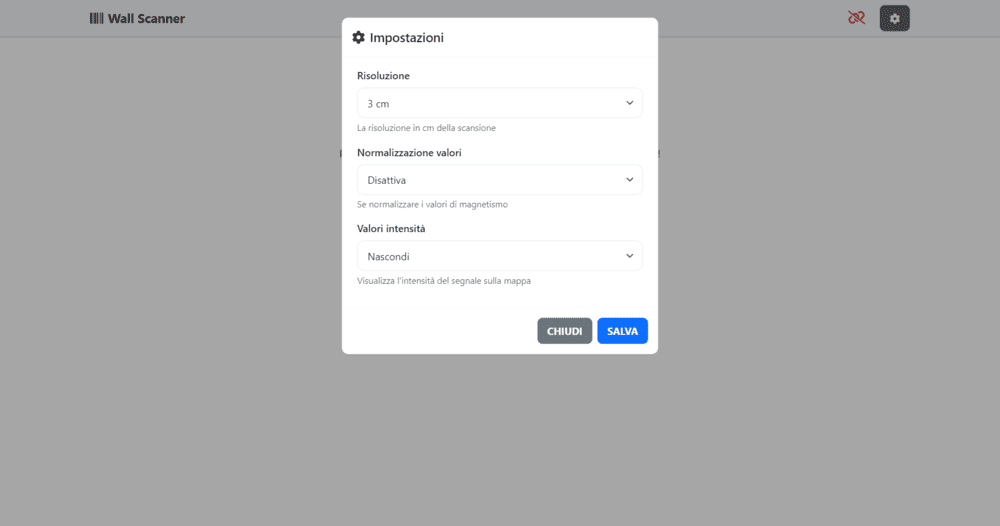 Wall Scanner
Impostazioni
Risoluzione
3 cm
La risoluzione in cm della scansione
Normalizzazione valori
Disattiva
Se normalizzare i valori di magnetismo
Valori intensità
Nascondi
Visualizza l'intensità del segnale sulla mappa
CHIUDI SALVA